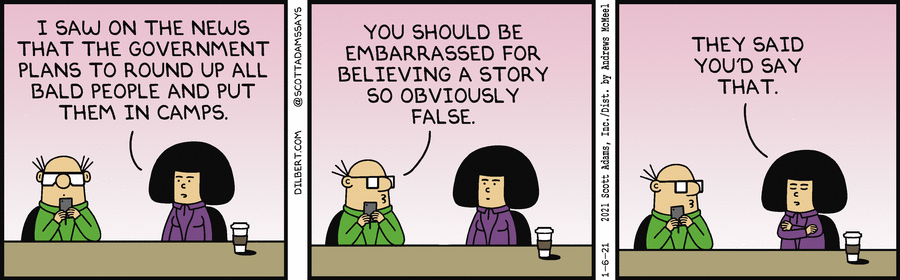 I SAW ON THE NEWS
THAT THE GOVERNMENT
PLANS TO ROUND UP ALL
BALD PEOPLE AND PUT
THEM IN CAMPS.
DILBERT.COM @SCOTTADAMSSAYS
YOU SHOULD BE
EMBARRASSED FOR
BELIEVING A STORY
SO OBVIOUSLY
FALSE.
1-6-21 2021 Scott Adams, Inc./Dist. by Andrews McMeel
THEY SAID
YOU'D SAY
THAT.